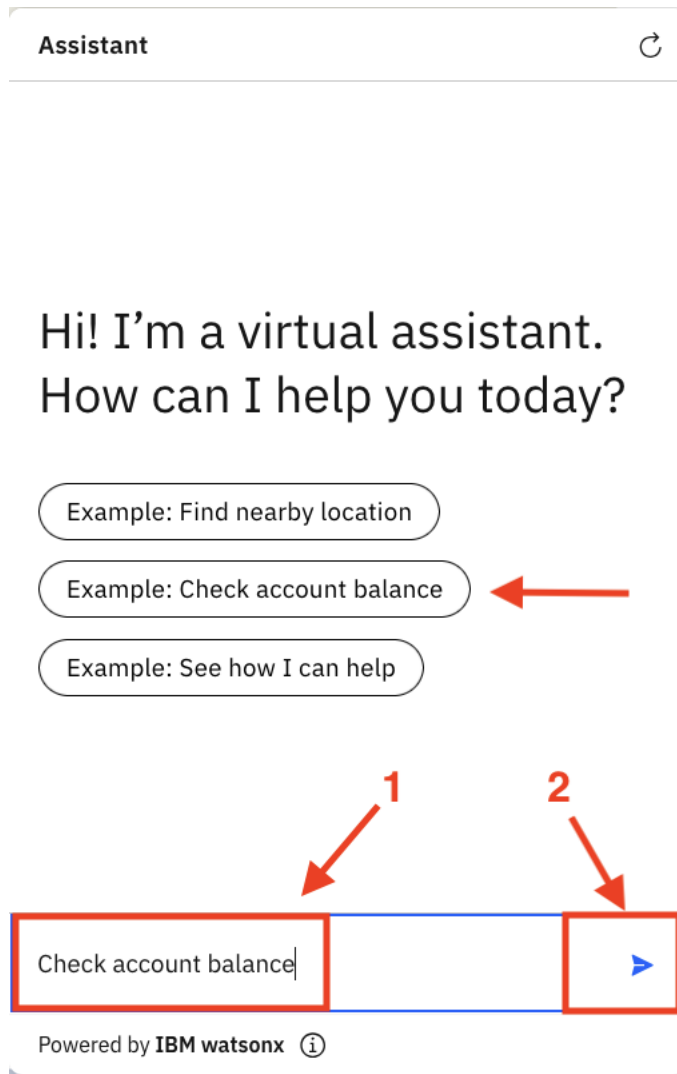 Assistant
Hi! I’m a virtual assistant.
How can I help you today?
Example: Find nearby location
Example: Check account balance
Example: See how I can help
1 2
Check account balance
Powered by IBM watsonx